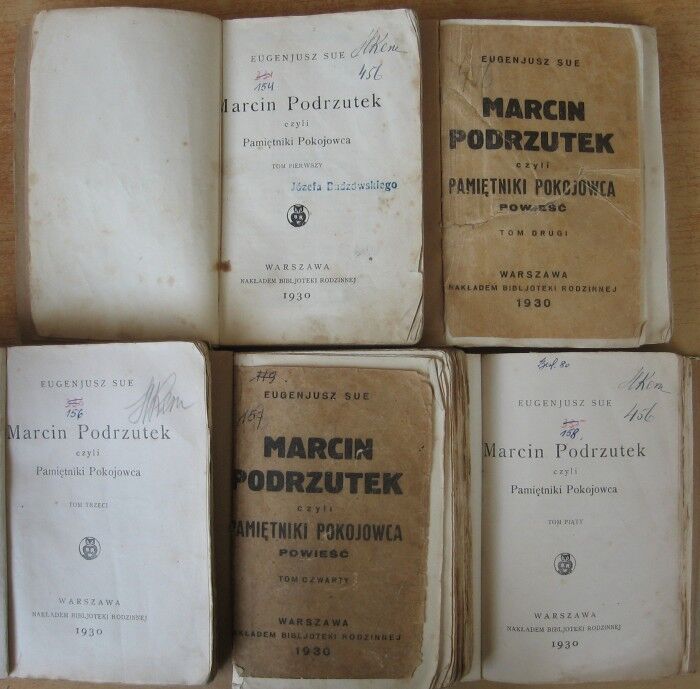 EUGENJUSZ SUE
456
154
Marcin Podrzutek
czyli
Pamiętniki Pokojowca
TOM PIERWSZY
Józefa Budzowskiego
WARSZAWA
NAKŁADEM BIBLJOTEKI RODZINNEJ
1930
EUGENJUSZ SUE
MARCIN
PODRZUTEK
czyli
PAMIĘTNIKI POKOJOWCA
POWIEŚĆ
TOM DRUGI
WARSZAWA
NAKŁADEM BIBLJOTEKI RODZINNEJ
1930
EUGENJUSZ SUE
156
Marcin Podrzutek
czyli
Pamiętniki Pokojowca
TOM TRZECI
WARSZAWA
NAKŁADEM BIBLJOTEKI RODZINNEJ
1930
779.
EUGENJUSZ SUE
157
MARCIN
PODRZUTEK
czyli
PAMIĘTNIKI POKOJOWCA
POWIEŚĆ
TOM CZWARTY
WARSZAWA
NAKŁADEM BIBLJOTEKI RODZINNEJ
1930
80
EUGENJUSZ SUE
456
158
Marcin Podrzutek
czyli
Pamiętniki Pokojowca
TOM PIĄTY
WARSZAWA
NAKŁADEM BIBLJOTEKI RODZINNEJ
1930